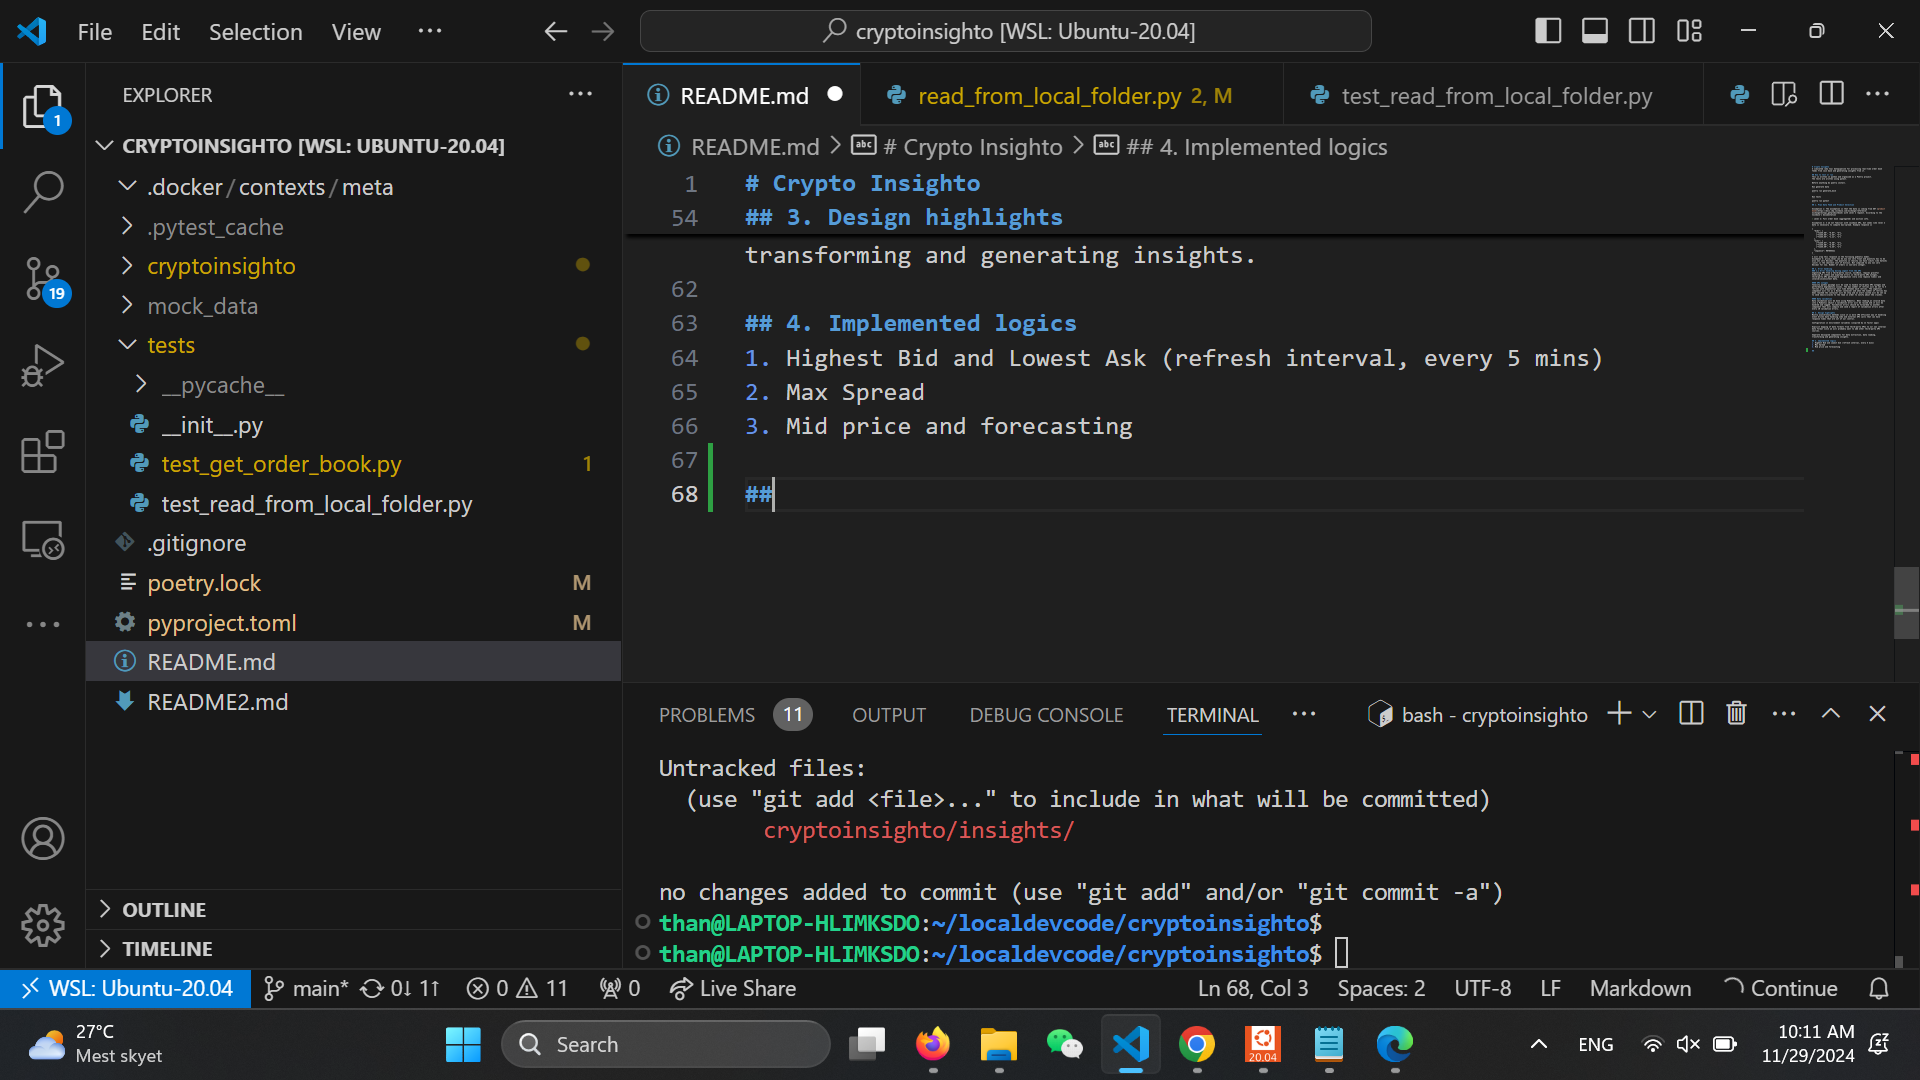 File Edit Selection View ...
cryptoinsighto [WSL: Ubuntu-20.04]
EXPLORER
CRYPTOINSIGHTO [WSL: UBUNTU-20.04]
.docker / contexts / meta
.pytest_cache
cryptoinsighto
mock_data
tests
__pycache__
__init__.py
test_get_order_book.py 1
test_read_from_local_folder.py
.gitignore
poetry.lock M
pyproject.toml M
README.md
README2.md
OUTLINE
TIMELINE
1
19
README.md
read_from_local_folder.py 2, M
test_read_from_local_folder.py
README.md > # Crypto Insighto > ## 4. Implemented logics
1 # Crypto Insighto
54 ## 3. Design highlights
transforming and generating insights.
62
63 ## 4. Implemented logics
64 1. Highest Bid and Lowest Ask (refresh interval, every 5 mins)
65 2. Max Spread
66 3. Mid price and forecasting
67
68 ##
PROBLEMS 11 OUTPUT DEBUG CONSOLE TERMINAL ... bash - cryptoinsighto
Untracked files:
(use "git add <file>..." to include in what will be committed)
cryptoinsighto/insights/
no changes added to commit (use "git add" and/or "git commit -a")
than@LAPTOP-HLIMKSDO:~/localdevcode/cryptoinsighto$
than@LAPTOP-HLIMKSDO:~/localdevcode/cryptoinsighto$
WSL: Ubuntu-20.04 main* 0↓ 1↑ 0 11 0 Live Share Ln 68, Col 3 Spaces: 2 UTF-8 LF Markdown Continue
27°C
Mest skyet
Search
20.04
ENG
10:11 AM
11/29/2024